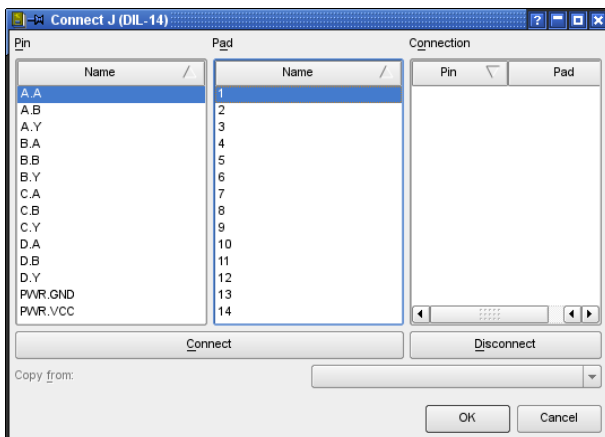 Connect J (DIL-14)
Pin Pad Connection
Name Name Pin Pad
A.A 1
A.B 2
A.Y 3
B.A 4
B.B 5
B.Y 6
C.A 7
C.B 8
C.Y 9
D.A 10
D.B 11
D.Y 12
PWR.GND 13
PWR.VCC 14
Connect Disconnect
Copy from:
OK Cancel